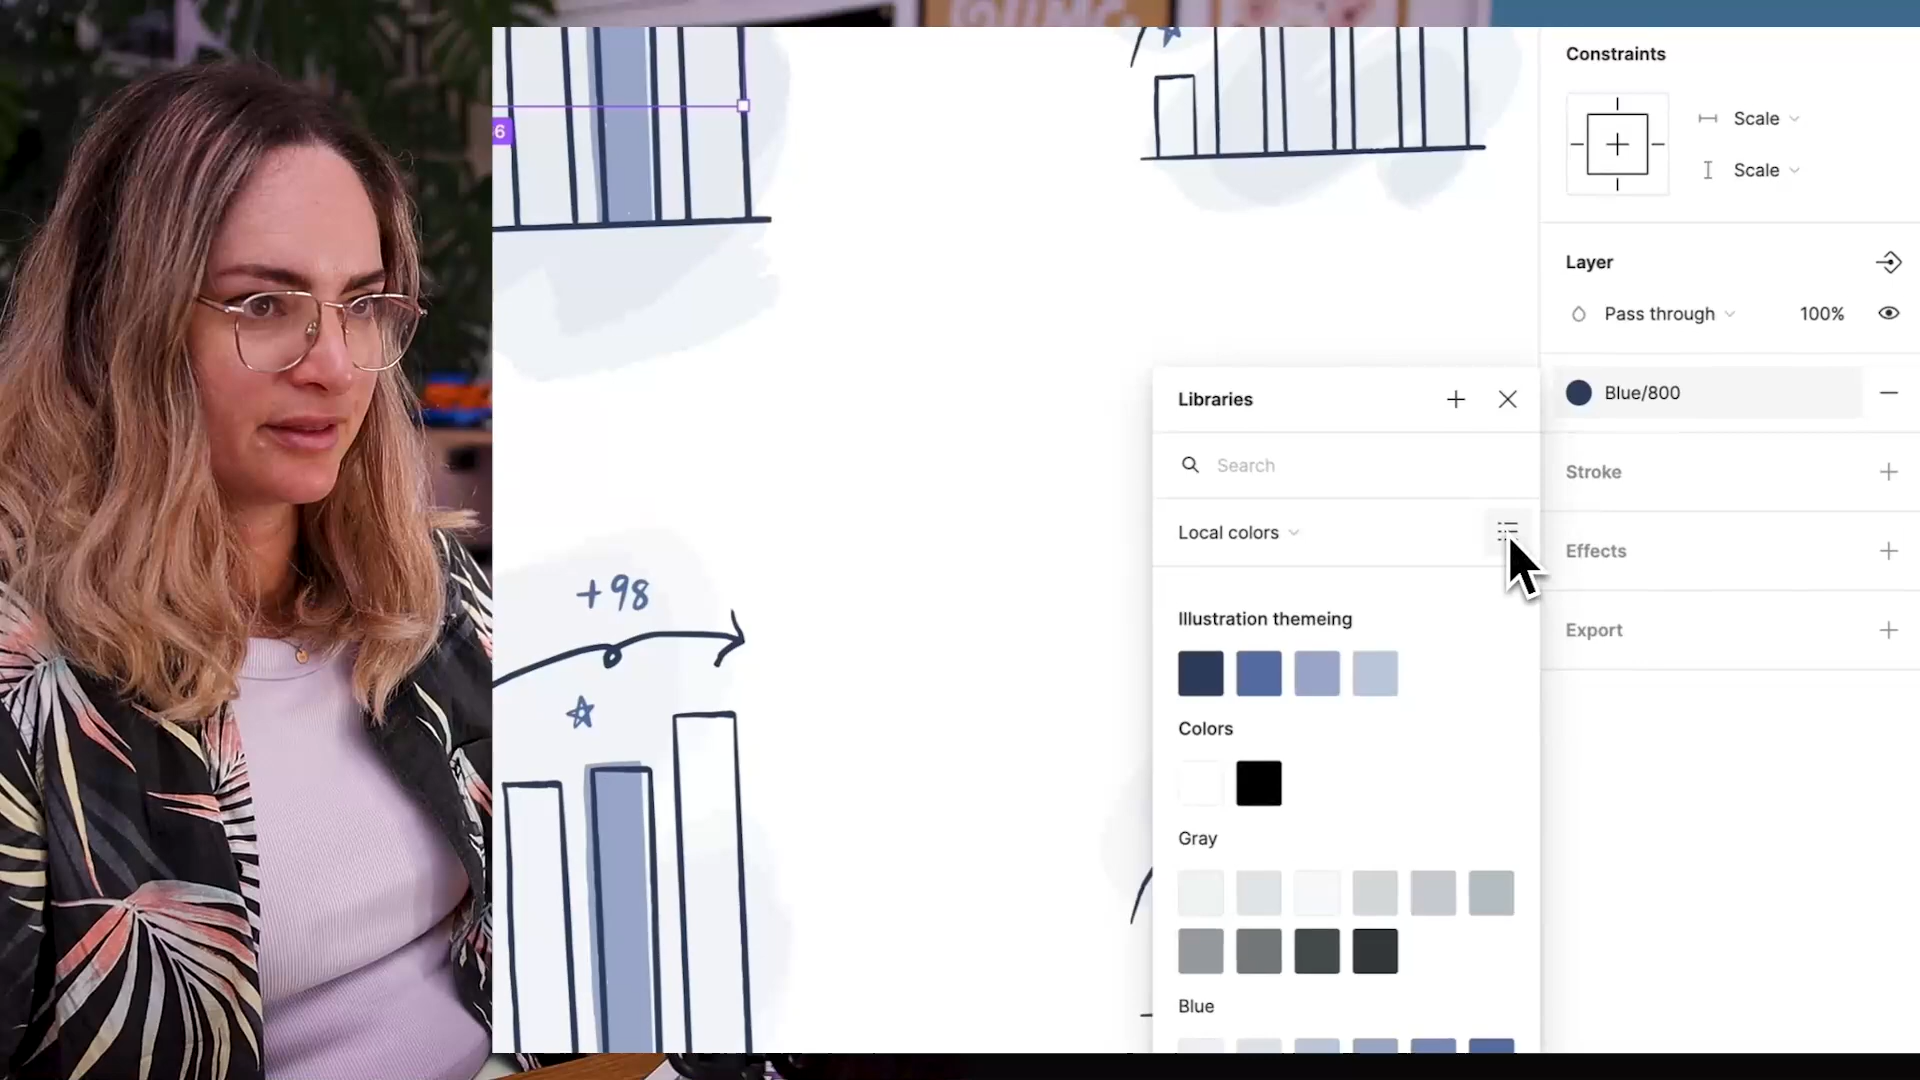 Constraints
Scale
Scale
6
Layer
Pass through
100%
Libraries
Blue/800
Search
Stroke
Local colors
Effects
+98
Illustration themeing
Export
Colors
Gray
Blue